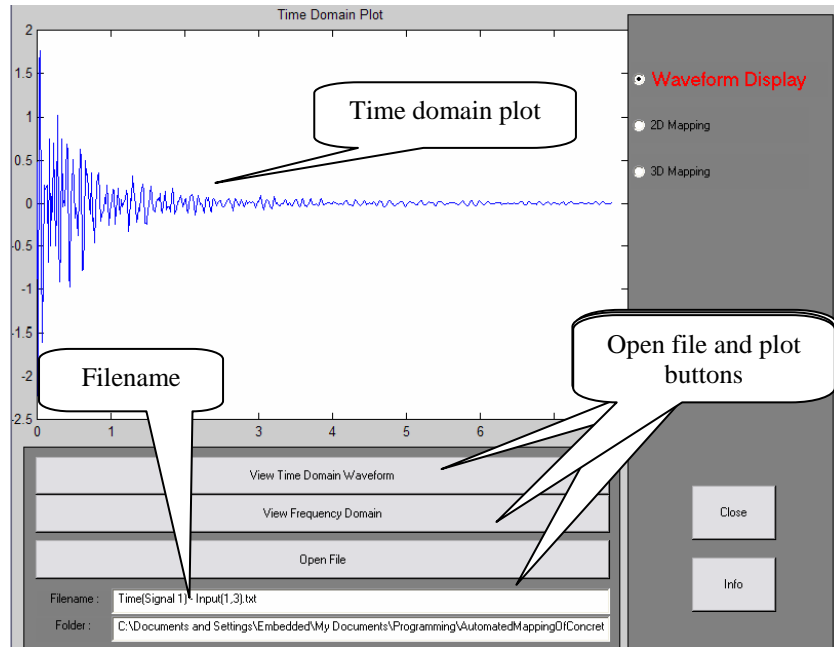 Time Domain Plot
2
1.5
1
0.5
0
-0.5
-1
-1.5
-2
-2.5
0 1 3 4 5 6
Time domain plot
Filename
Open file and plot
buttons
Waveform Display
2D Mapping
3D Mapping
View Time Domain Waveform
View Frequency Domain
Open File
Filename : Time(Signal 1) - Input(1,3).txt
Folder : C:\Documents and Settings\Embedded\My Documents\Programming\AutomatedMappingOfConcret
Close
Info